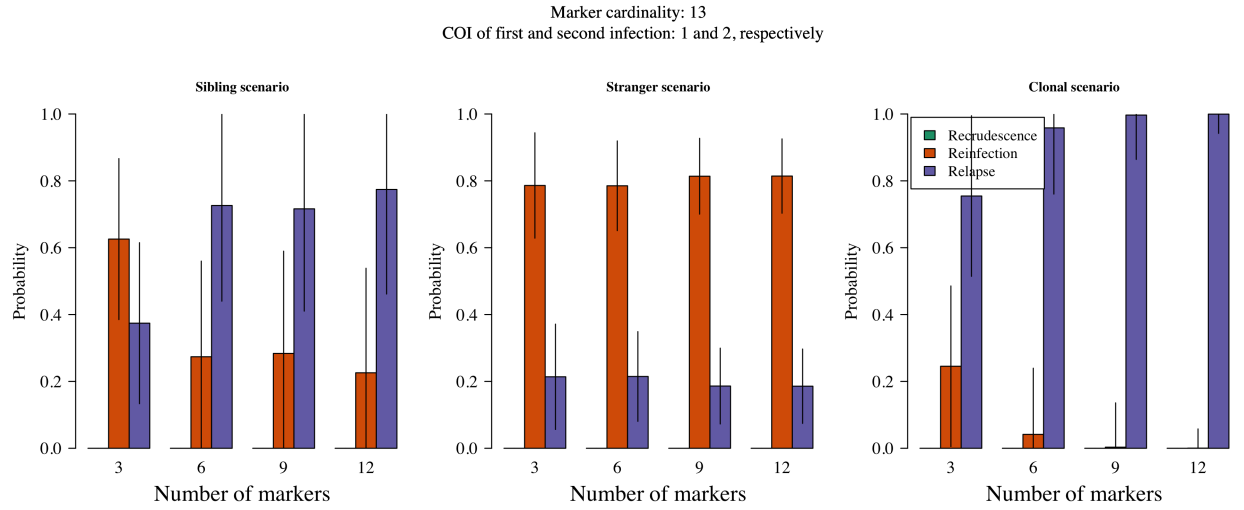 Marker cardinality: 13
COI of first and second infection: 1 and 2, respectively
Sibling scenario
Probability
1.0
0.8
0.6
0.4
0.2
0.0
3 6 9 12
Number of markers
Stranger scenario
Probability
1.0
0.8
0.6
0.4
0.2
0.0
3 6 9 12
Number of markers
Clonal scenario
Probability
1.0
0.8
0.6
0.4
0.2
0.0
Recrudescence
Reinfection
Relapse
3 6 9 12
Number of markers